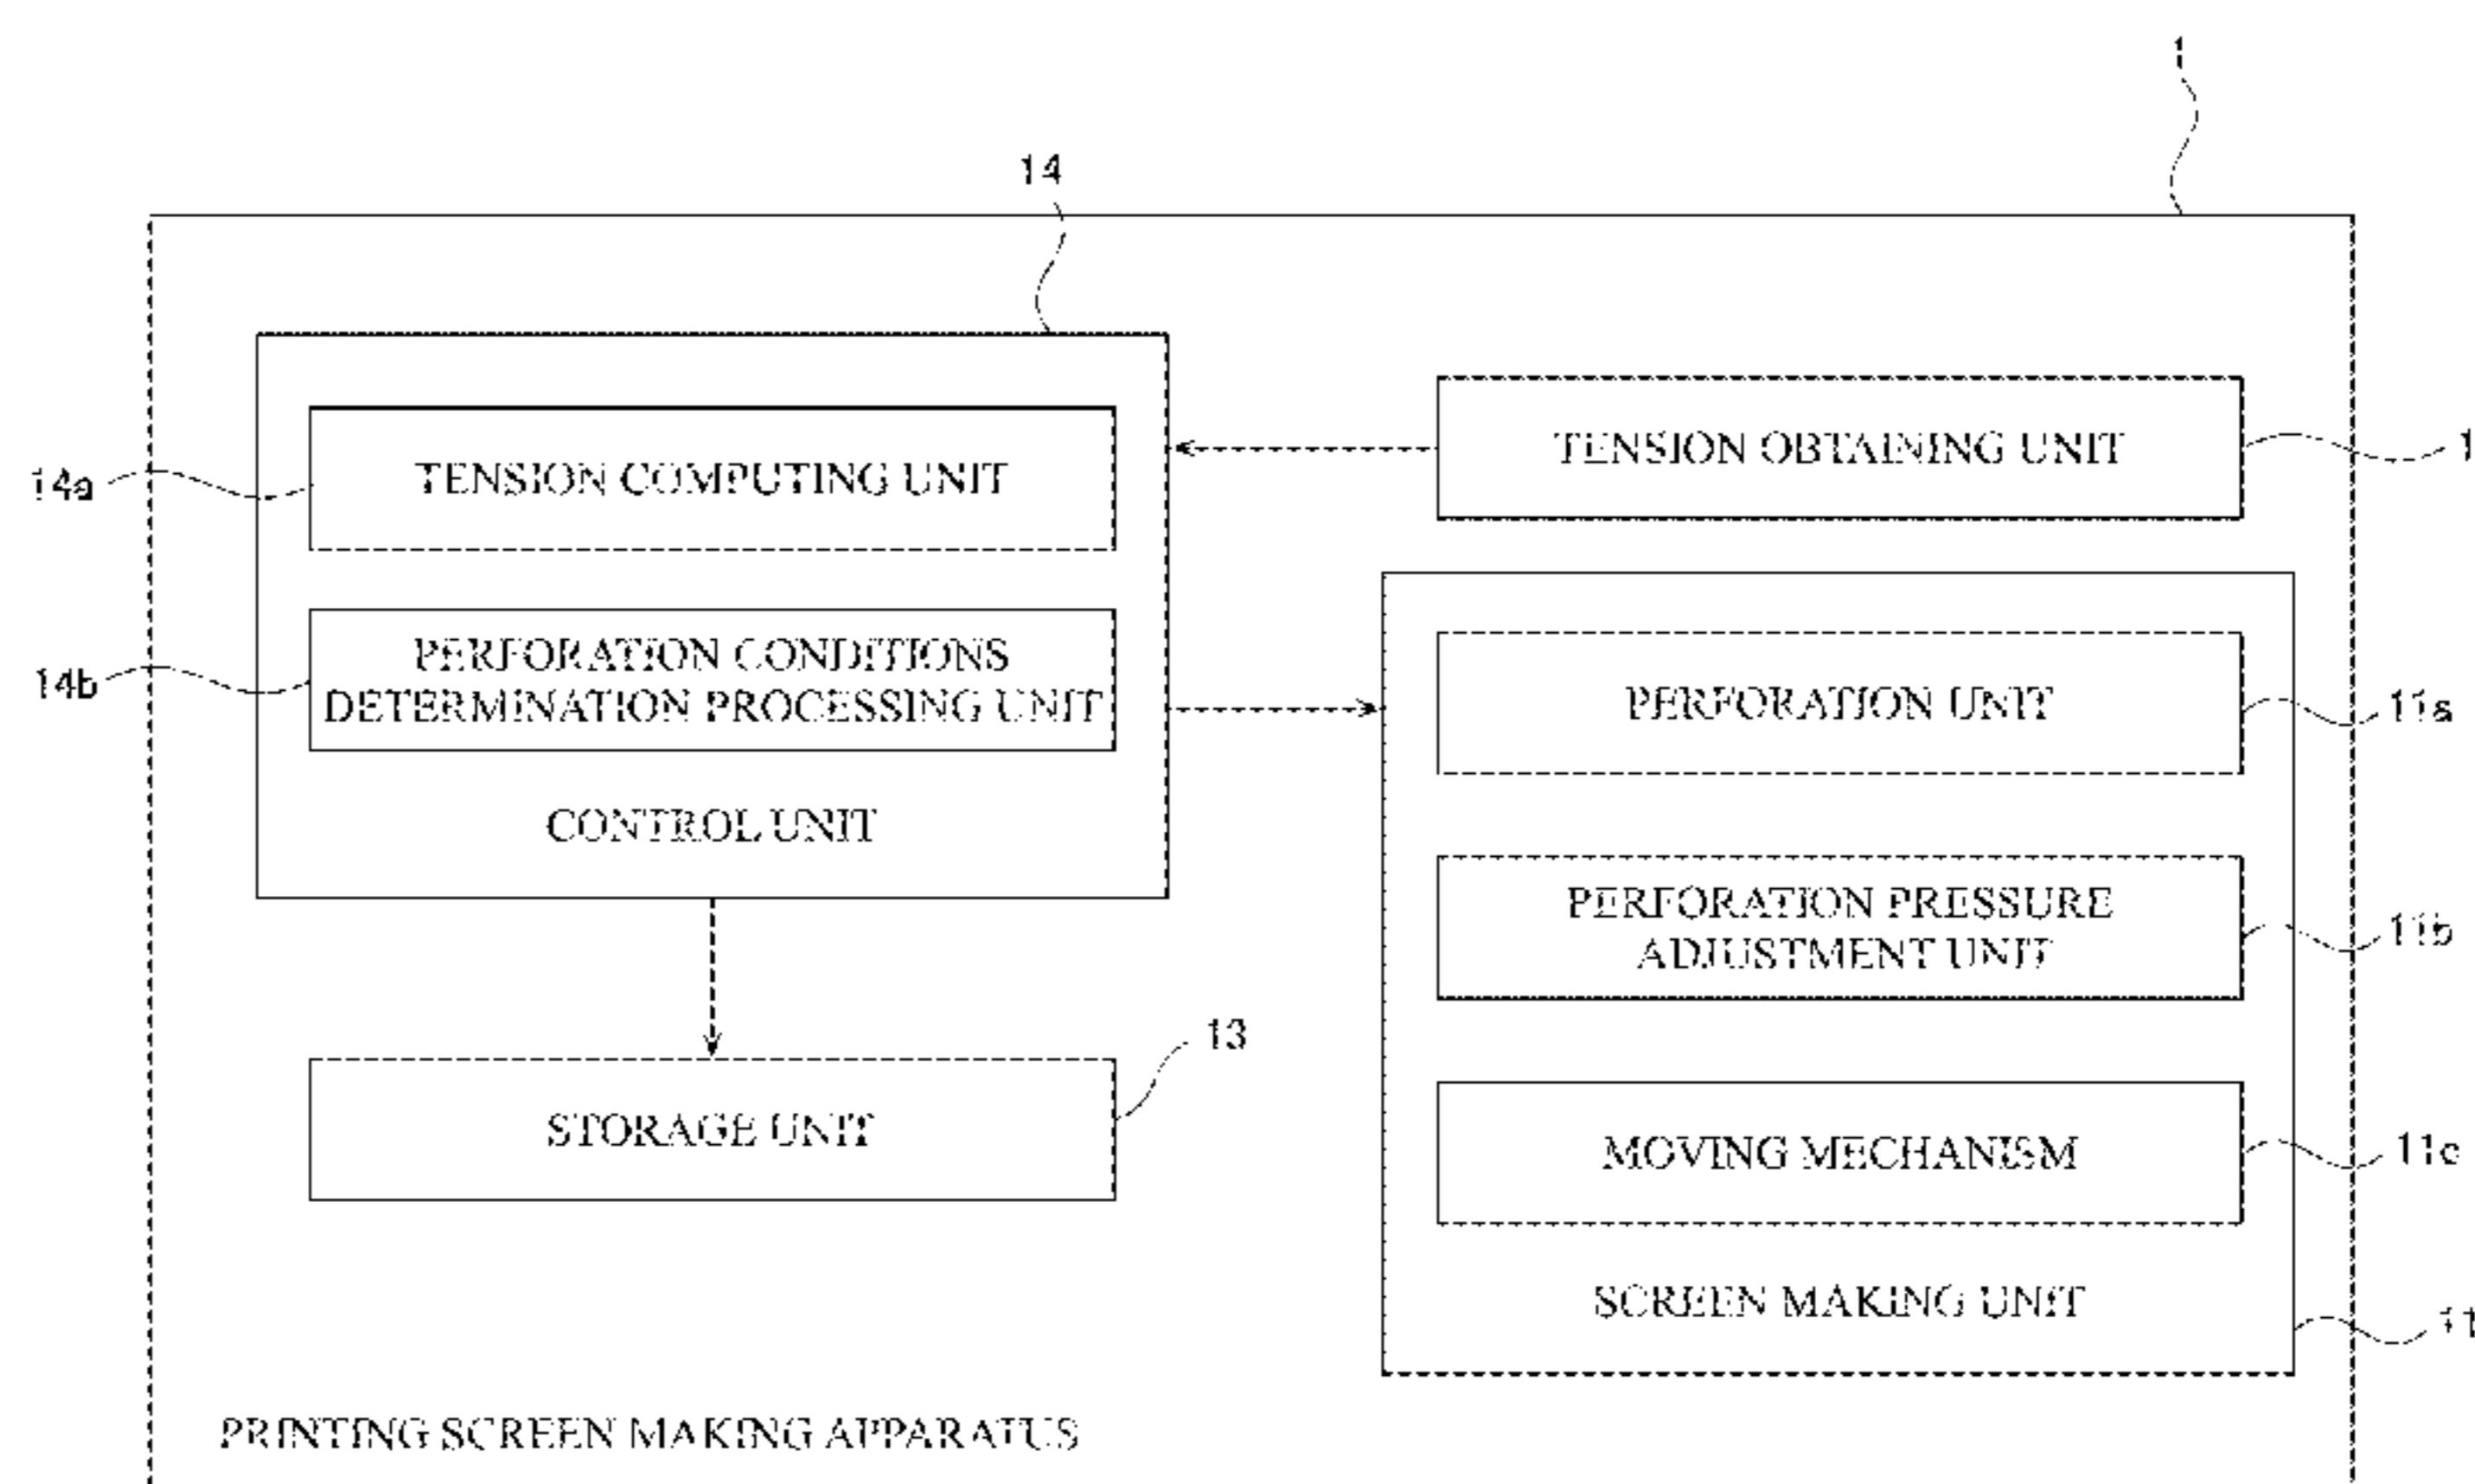 1
14
TENSION OBTAINING UNIT
1
TENSION COMPUTING UNIT
14a
PERFORATION CONDITIONS
DETERMINATION PROCESSING UNIT
14b
PERFORATION UNIT
11a
CONTROL UNIT
PERFORATION PRESSURE
ADJUSTMENT UNIT
11b
13
STORAGE UNIT
MOVING MECHANISM
11c
SCREEN MAKING UNIT
11
PRINTING SCREEN MAKING APPARATUS